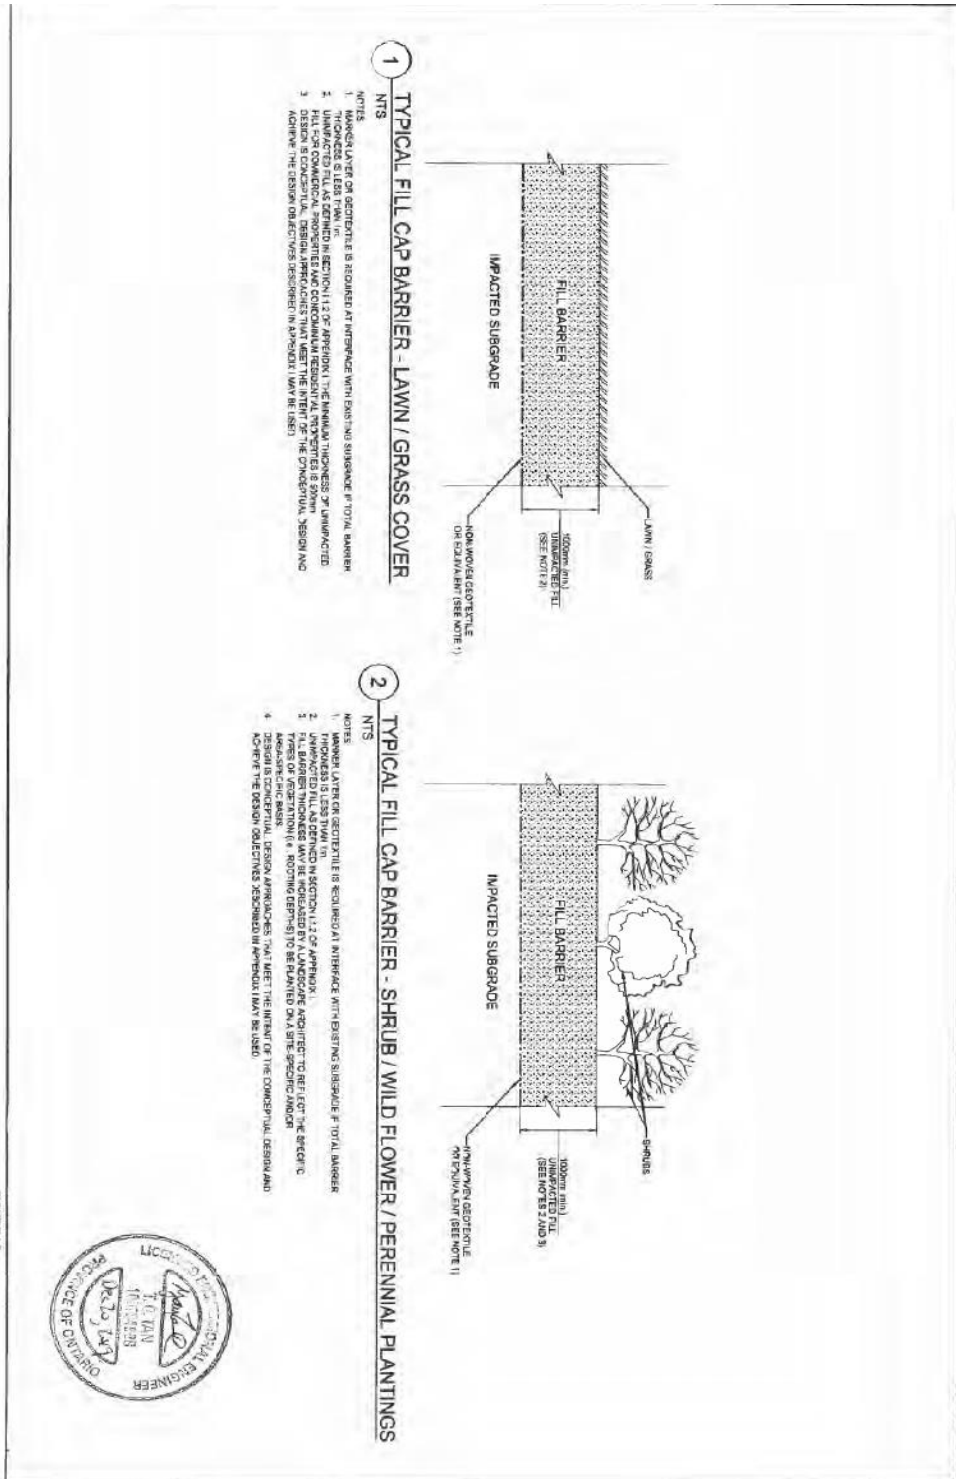 LAWN / GRASS
1000mm (min.)
UNIMPACTED FILL
(SEE NOTE 2)
FILL BARRIER
IMPACTED SUBGRADE
NON-WOVEN GEOTEXTILE
OR EQUIVALENT (SEE NOTE 1)
1
TYPICAL FILL CAP BARRIER - LAWN / GRASS COVER
NTS
NOTES
1. MARKER LAYER OR GEOTEXTILE IS REQUIRED AT INTERFACE WITH EXISTING SUBGRADE IF TOTAL BARRIER
THICKNESS IS LESS THAN 1m.
2. UNIMPACTED FILL AS DEFINED IN SECTION I.1.2 OF APPENDIX I. THE MINIMUM THICKNESS OF UNIMPACTED
FILL FOR COMMERCIAL PROPERTIES AND CONDOMINIUM RESIDENTIAL PROPERTIES IS 500mm
3 DESIGN IS CONCEPTUAL. DESIGN APPROACHES THAT MEET THE INTENT OF THE CONCEPTUAL DESIGN AND
ACHIEVE THE DESIGN OBJECTIVES DESCRIBED IN APPENDIX I MAY BE USED
SHRUBS
1000mm (min.)
UNIMPACTED FILL
(SEE NOTES 2 AND 3)
FILL BARRIER
IMPACTED SUBGRADE
NON-WOVEN GEOTEXTILE
OR EQUIVALENT (SEE NOTE 1)
2
TYPICAL FILL CAP BARRIER - SHRUB / WILD FLOWER / PERENNIAL PLANTINGS
NTS
NOTES
1. MARKER LAYER OR GEOTEXTILE IS REQUIRED AT INTERFACE WITH EXISTING SUBGRADE IF TOTAL BARRIER
THICKNESS IS LESS THAN 1m.
2. UNIMPACTED FILL AS DEFINED IN SECTION I.1.2 OF APPENDIX I.
3. FILL BARRIER THICKNESS MAY BE INCREASED BY A LANDSCAPE ARCHITECT TO REFLECT THE SPECIFIC
TYPES OF VEGETATION (i.e. ROOTING DEPTHS) TO BE PLANTED ON A SITE-SPECIFIC AND/OR
AREA-SPECIFIC BASIS.
4 DESIGN IS CONCEPTUAL. DESIGN APPROACHES THAT MEET THE INTENT OF THE CONCEPTUAL DESIGN AND
ACHIEVE THE DESIGN OBJECTIVES DESCRIBED IN APPENDIX I MAY BE USED.
LICENSED PROFESSIONAL ENGINEER
TAN
Dec 20, 2017
PROVINCE OF ONTARIO